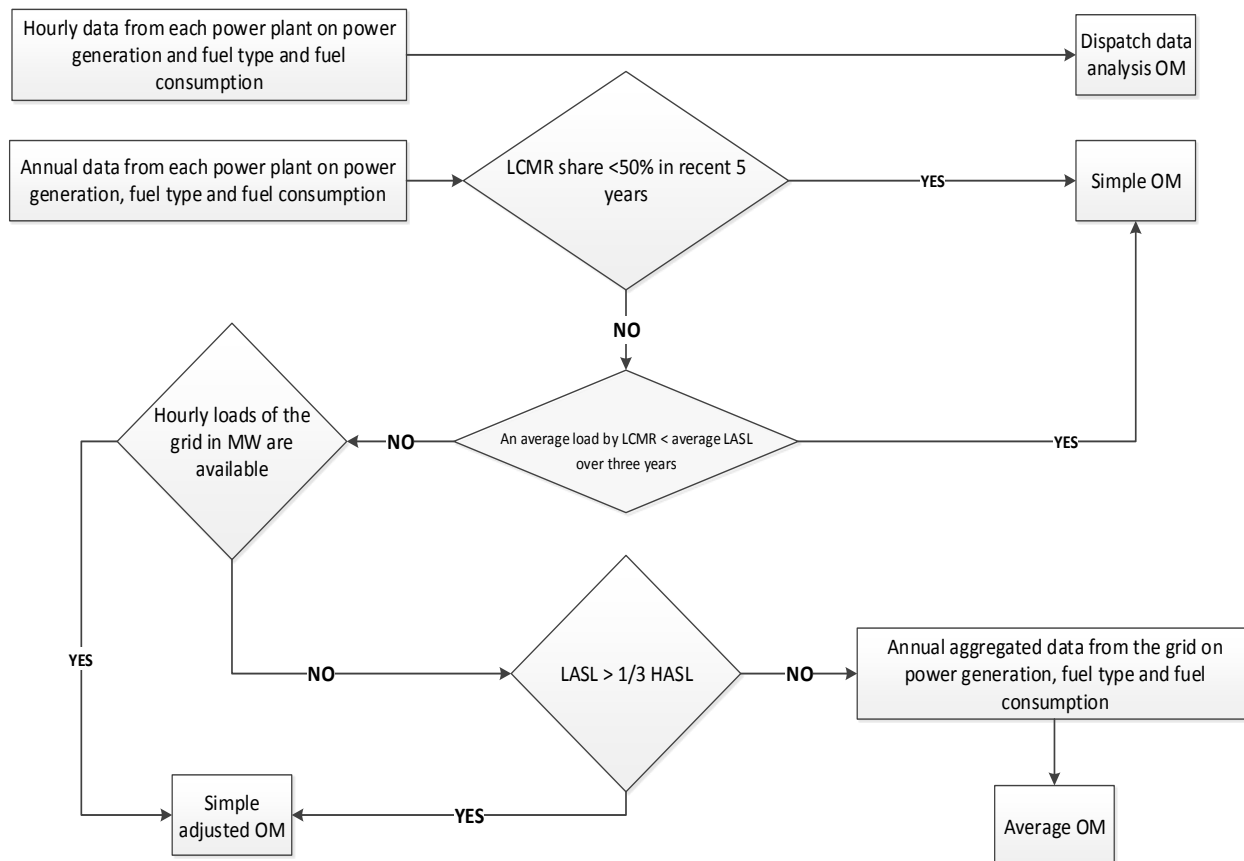 Hourly data from each power plant on power
generation and fuel type and fuel
consumption
Dispatch data
analysis OM
Annual data from each power plant on power
generation, fuel type and fuel consumption
LCMR share <50% in recent 5
years
YES
Simple OM
NO
Hourly loads of the
grid in MW are
available
NO
An average load by LCMR < average LASL
over three years
YES
YES
NO
LASL > 1/3 HASL
NO
Annual aggregated data from the grid on
power generation, fuel type and fuel
consumption
Simple
adjusted OM
YES
Average OM